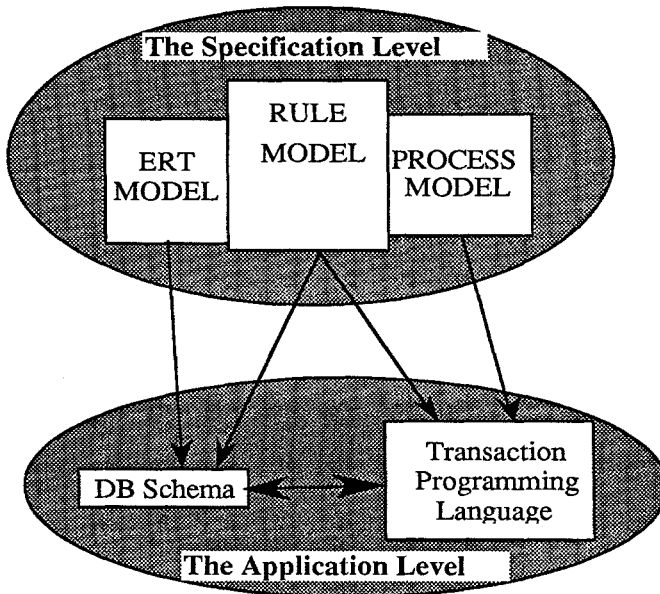 The Specification Level
RULE
MODEL
ERT
MODEL
PROCESS
MODEL
DB Schema
Transaction
Programming
Language
The Application Level